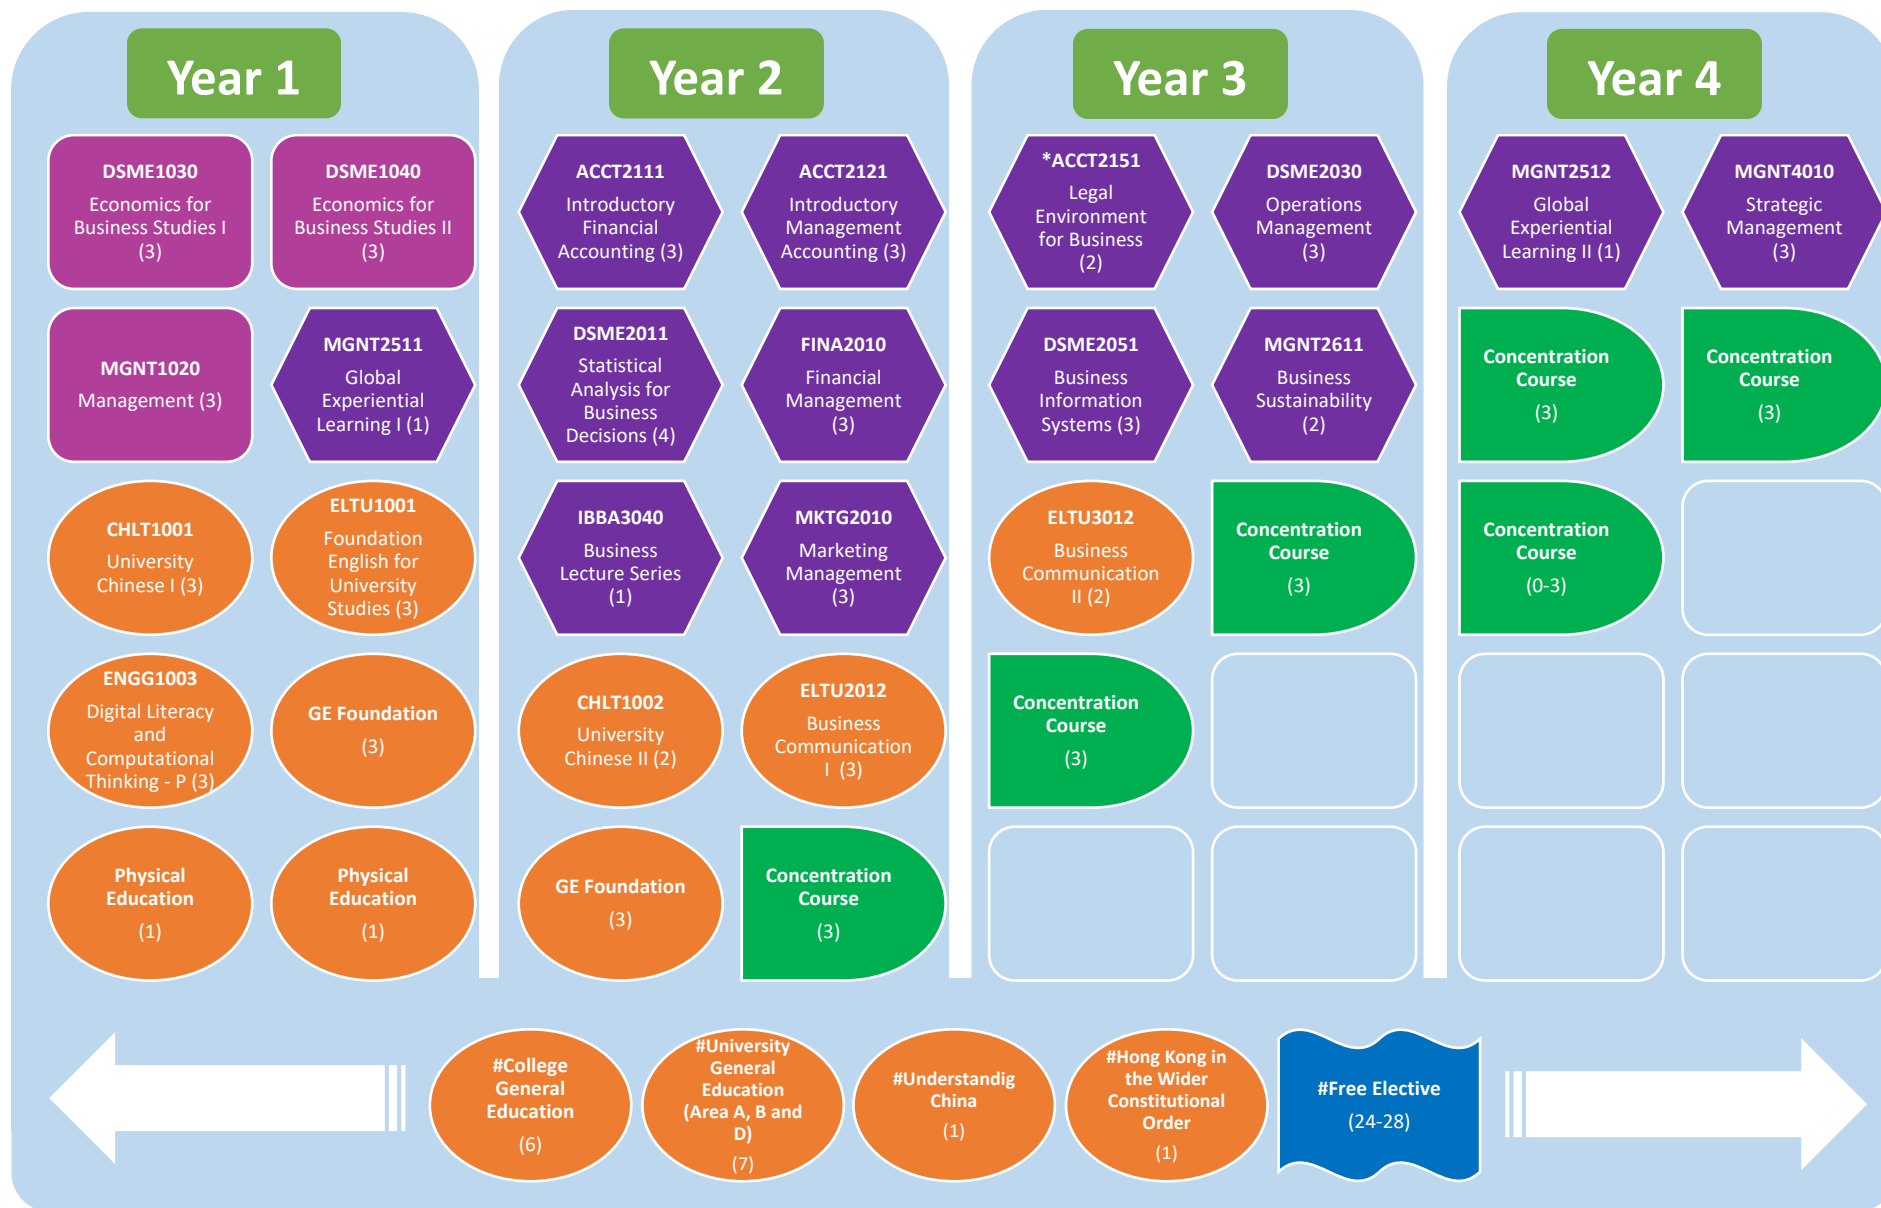 Year 1
DSME1030
Economics for
Business Studies I
(3)
DSME1040
Economics for
Business Studies II
(3)
MGNT1020
Management (3)
MGNT2511
Global
Experiential
Learning I (1)
CHLT1001
University
Chinese I (3)
ELTU1001
Foundation
English for
University
Studies (3)
ENGG1003
Digital Literacy
and
Computational
Thinking - P (3)
GE Foundation
(3)
Physical
Education
(1)
Physical
Education
(1)
Year 2
ACCT2111
Introductory
Financial
Accounting (3)
ACCT2121
Introductory
Management
Accounting (3)
DSME2011
Statistical
Analysis for
Business
Decisions (4)
FINA2010
Financial
Management
(3)
IBBA3040
Business
Lecture Series
(1)
MKTG2010
Marketing
Management
(3)
CHLT1002
University
Chinese II (2)
ELTU2012
Business
Communication
I (3)
GE Foundation
(3)
Concentration
Course
(3)
Year 3
*ACCT2151
Legal
Environment
for Business
(2)
DSME2030
Operations
Management
(3)
DSME2051
Business
Information
Systems (3)
MGNT2611
Business
Sustainability
(2)
ELTU3012
Business
Communication
II (2)
Concentration
Course
(3)
Concentration
Course
(3)
Year 4
MGNT2512
Global
Experiential
Learning II (1)
MGNT4010
Strategic
Management
(3)
Concentration
Course
(3)
Concentration
Course
(3)
Concentration
Course
(0-3)
#College
General
Education
(6)
#University
General
Education
(Area A, B and
D)
(7)
#Understandig
China
(1)
#Hong Kong in
the Wider
Constitutional
Order
(1)
#Free Elective
(24-28)